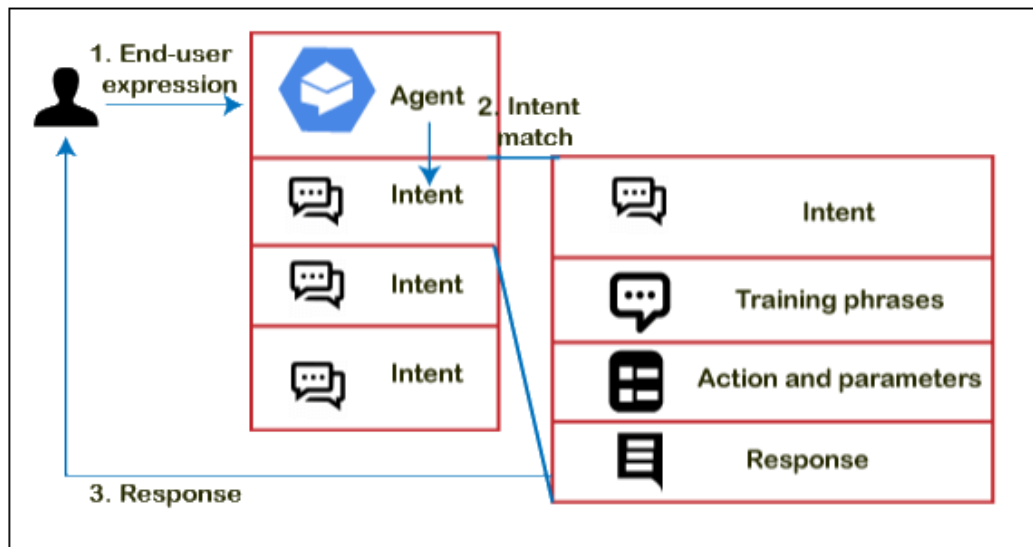 1. End-user
expression
Agent
2. Intent
match
Intent
Intent
Intent
Intent
Training phrases
Action and parameters
Response
3. Response